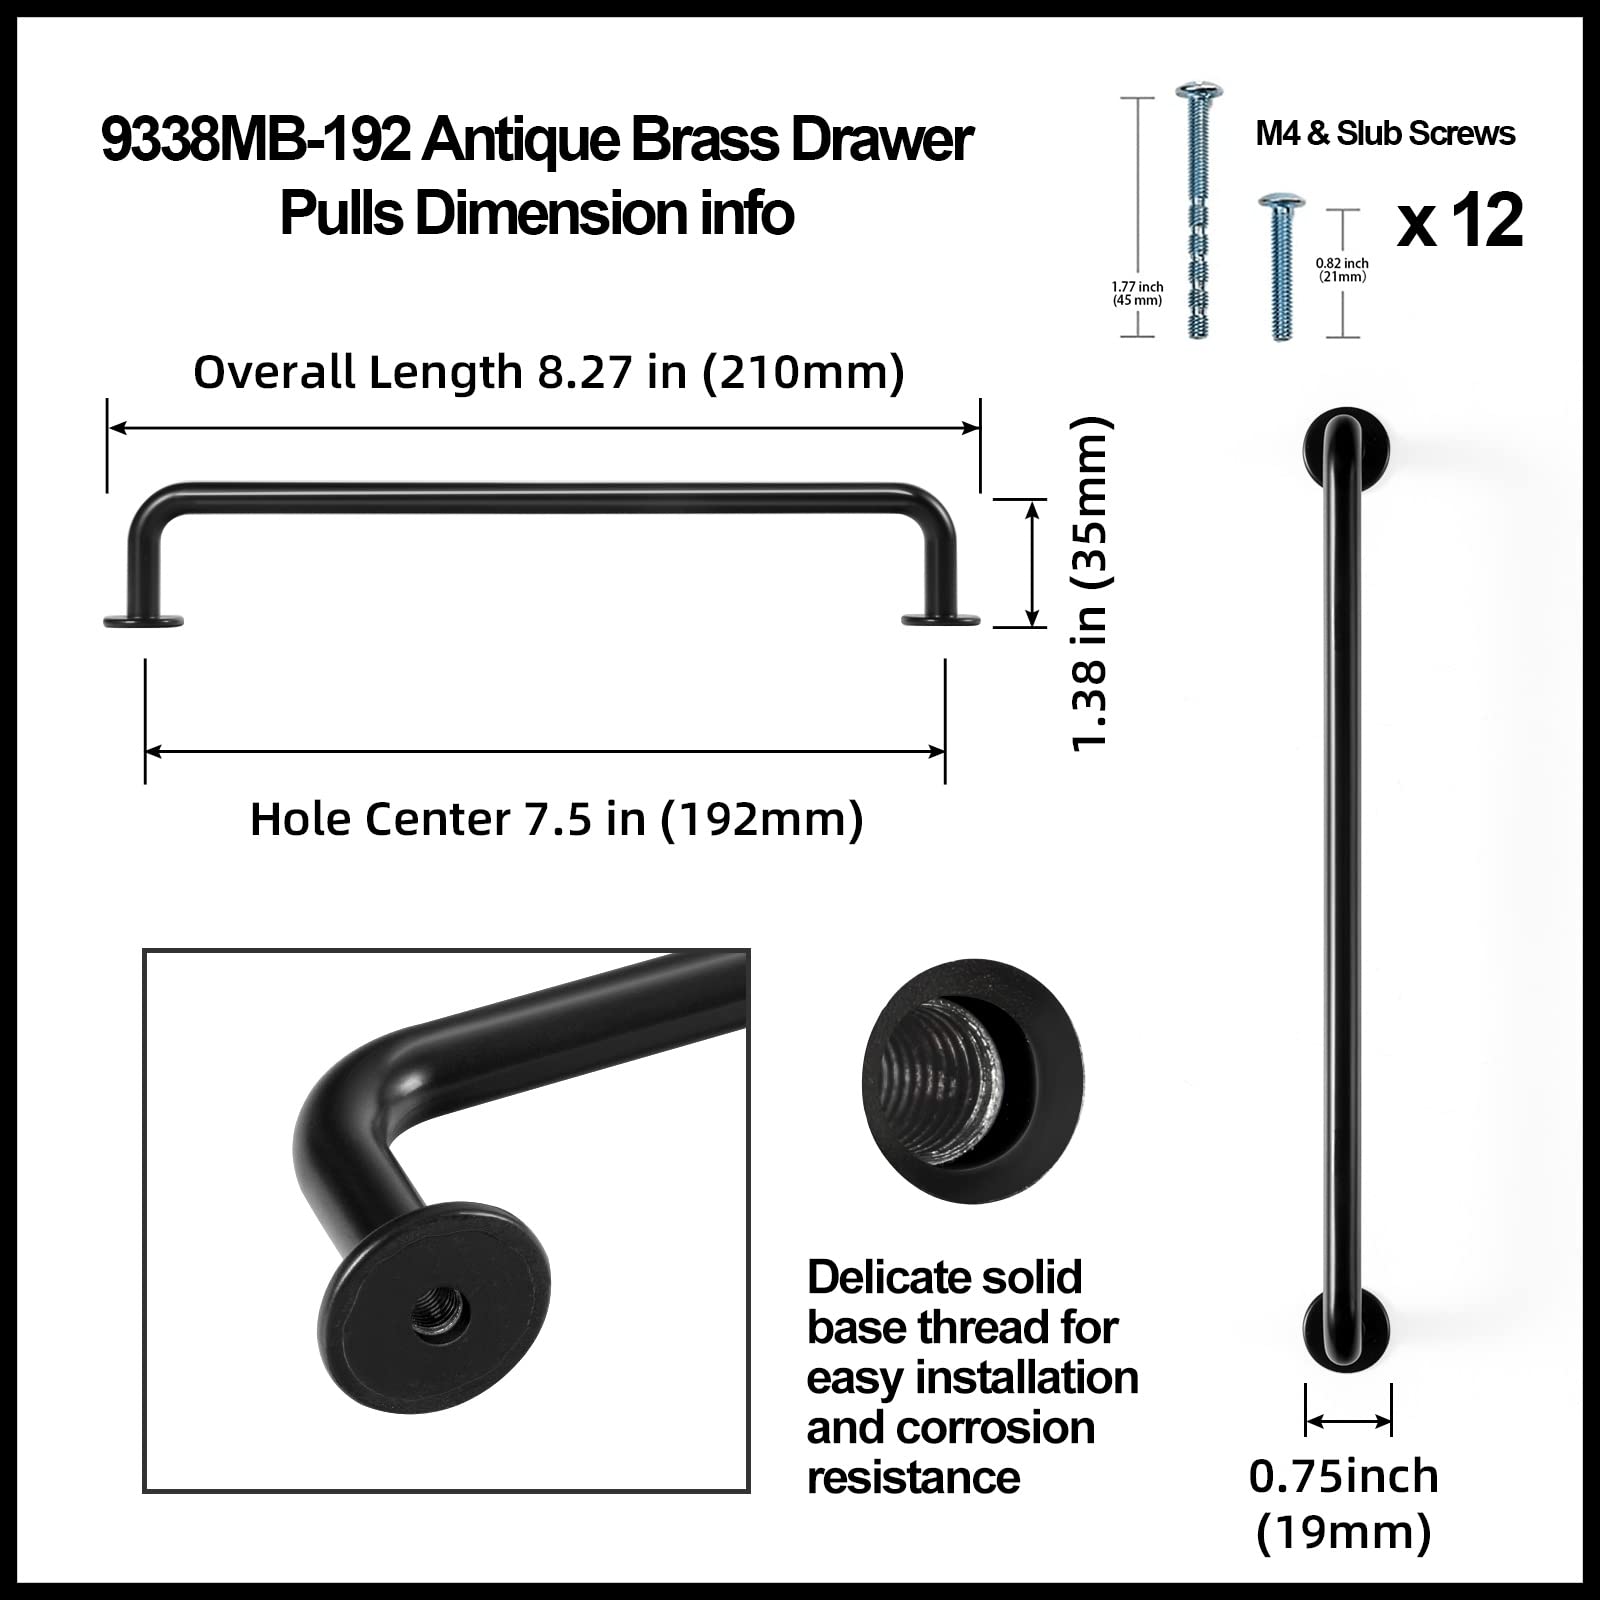 9338MB-192 Antique Brass Drawer
Pulls Dimension info
M4 & Slub Screws
x 12
1.77 inch
(45 mm)
0.82 inch
(21mm)
Overall Length 8.27 in (210mm)
1.38 in (35mm)
Hole Center 7.5 in (192mm)
Delicate solid
base thread for
easy installation
and corrosion
resistance
0.75inch
(19mm)